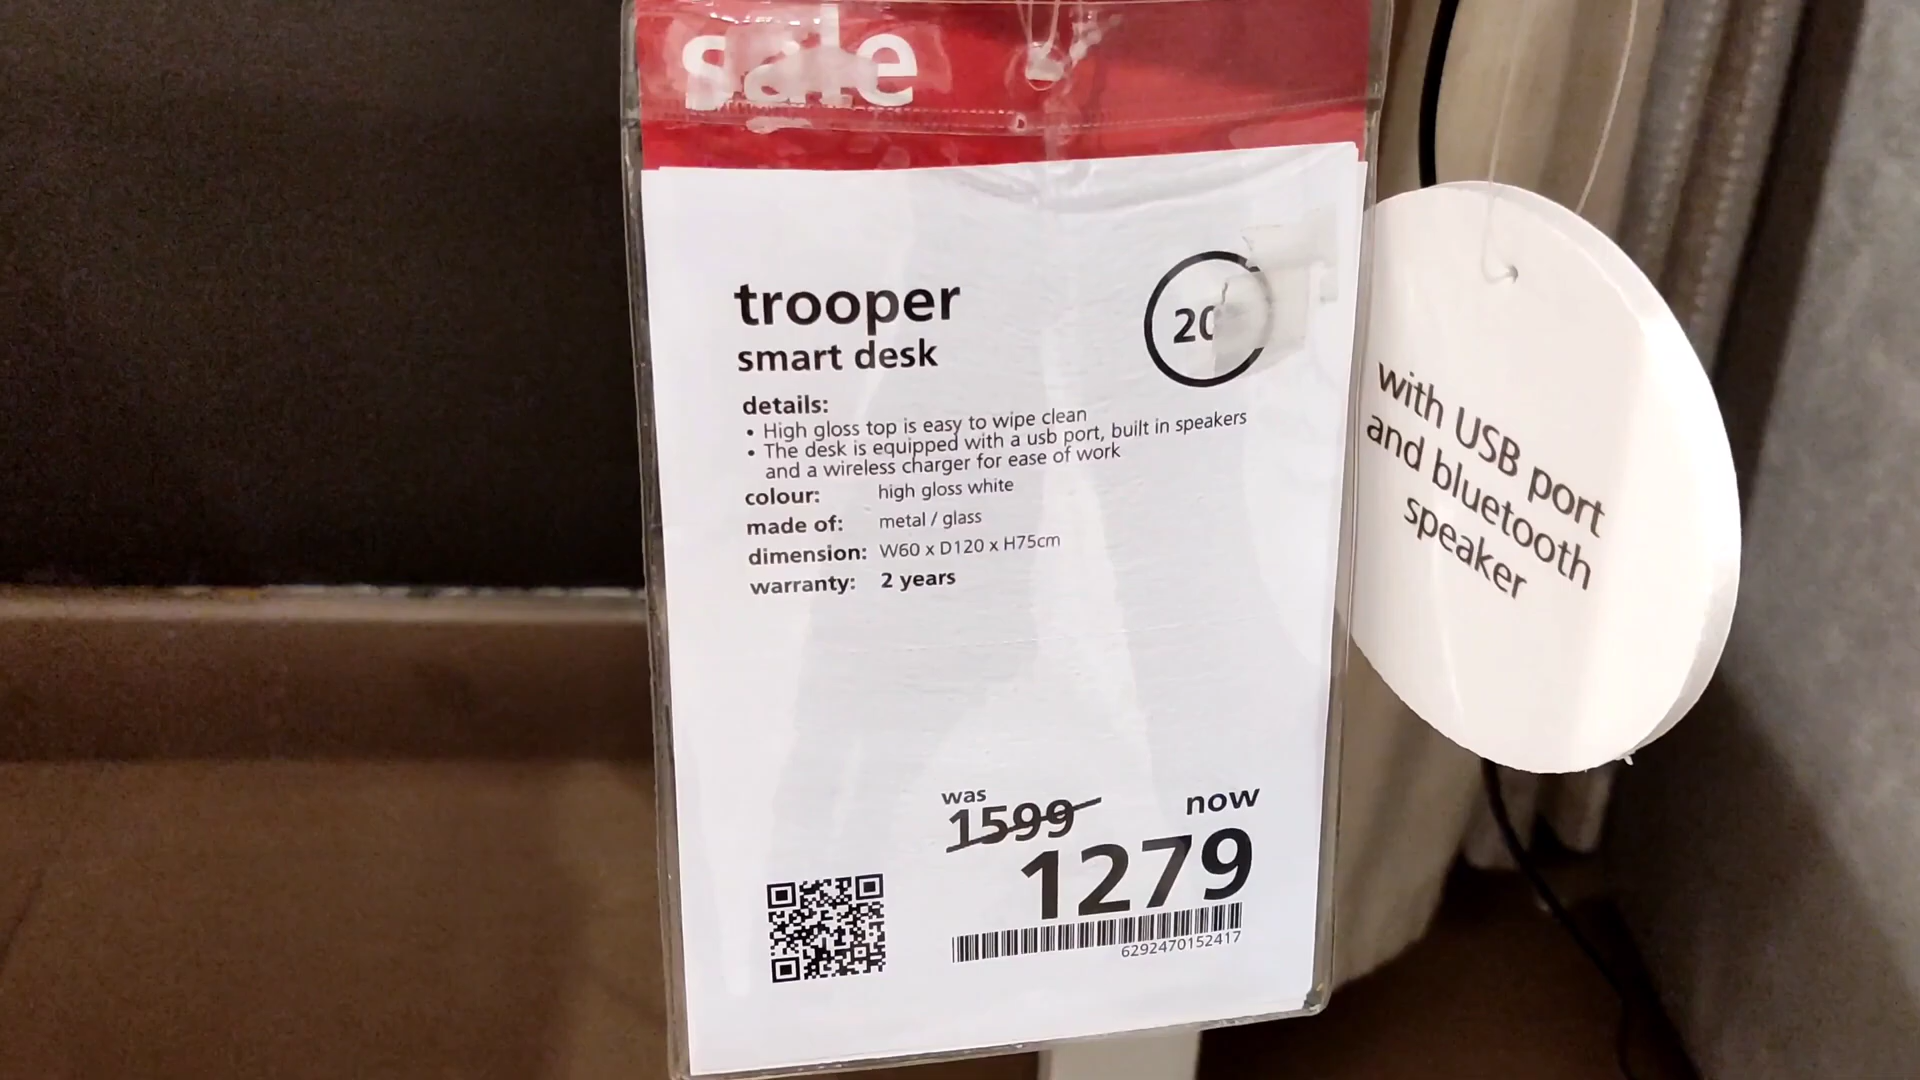 sale
trooper
smart desk
20
details:
• High gloss top is easy to wipe clean
• The desk is equipped with a usb port, built in speakers
and a wireless charger for ease of work
colour: high gloss white
made of: metal / glass
dimension: W60 x D120 x H75cm
warranty: 2 years
was
1599
now
1279
6292470152417
with USB port
and bluetooth
speaker